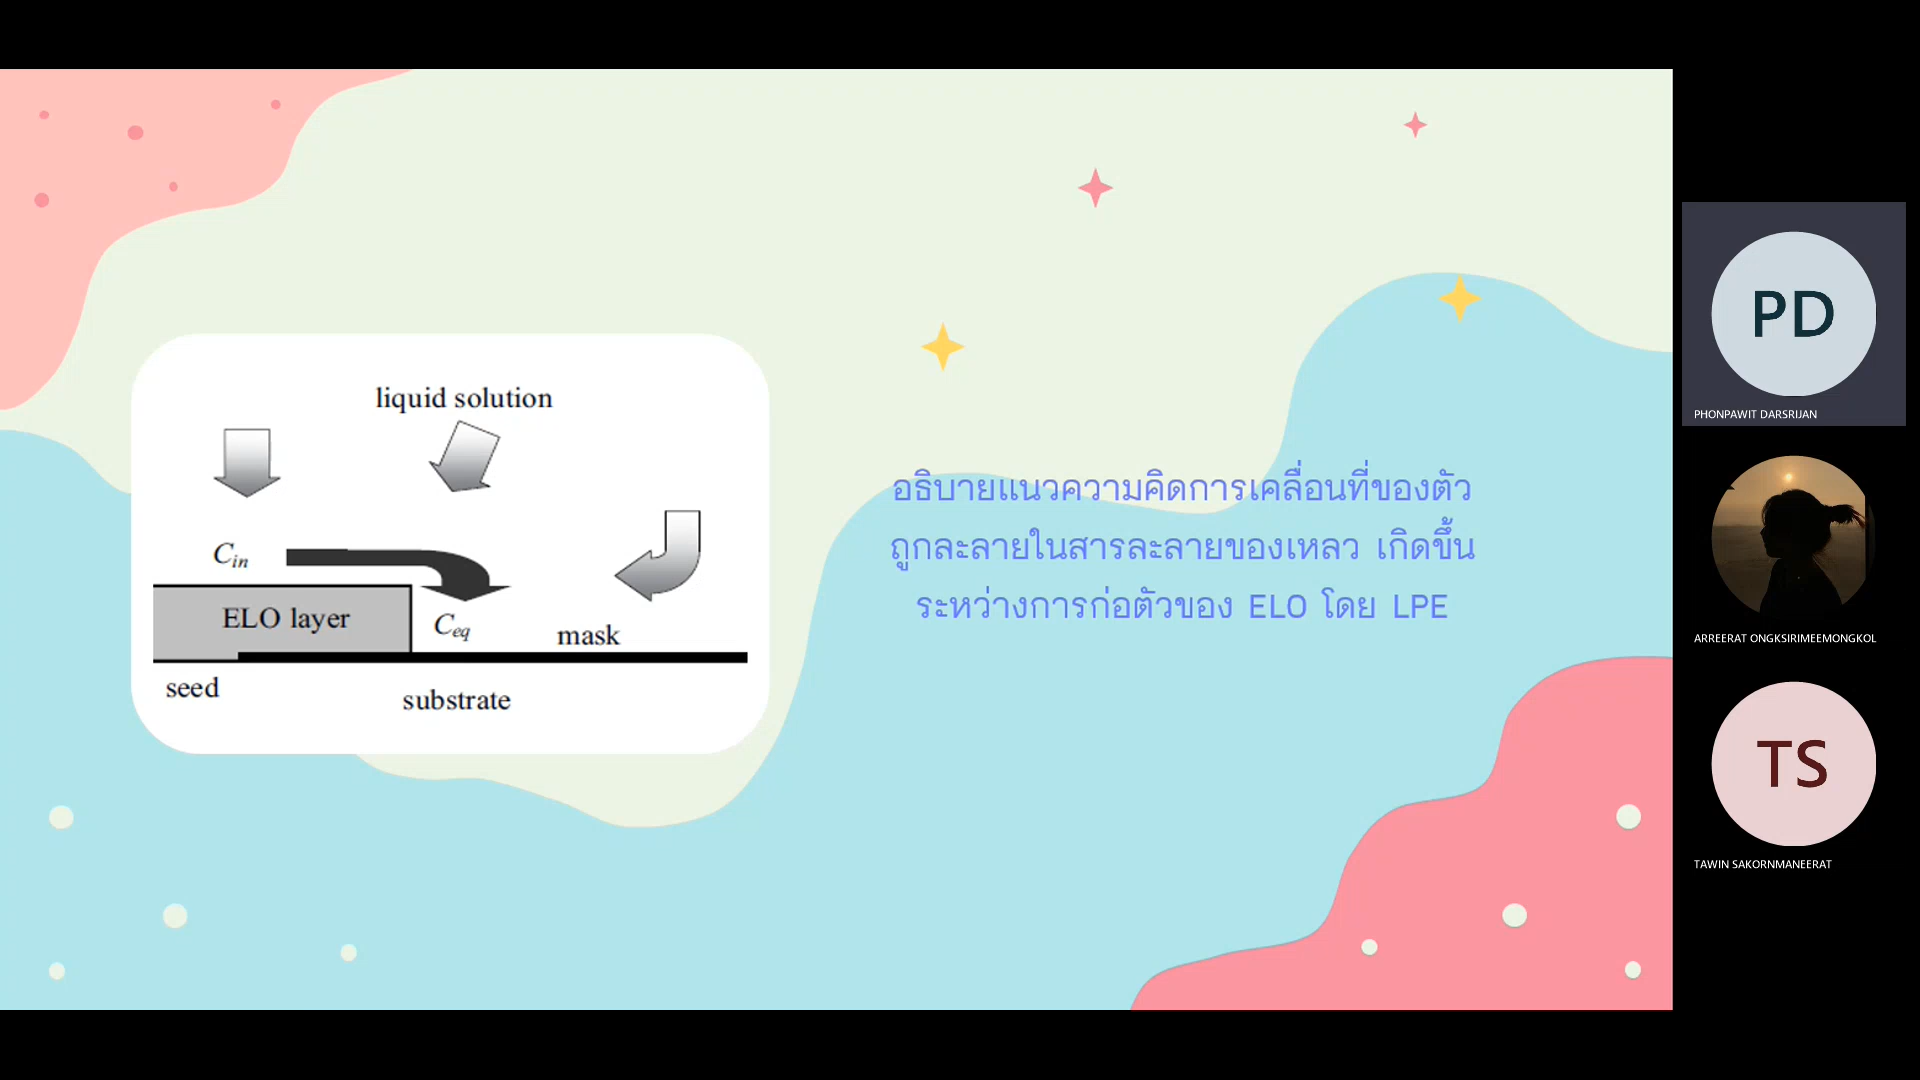 liquid solution
C_in
ELO layer
C_eq
mask
seed
substrate
อธิบายแนวความคิดการเคลื่อนที่ของตัว
ถูกละลายในสารละลายของเหลว เกิดขึ้น
ระหว่างการก่อตัวของ ELO โดย LPE
PD
PHONPAWIT DARSRIJAN
ARREERAT ONGKSIRIMEEMONGKOL
TS
TAWIN SAKORNMANEERAT